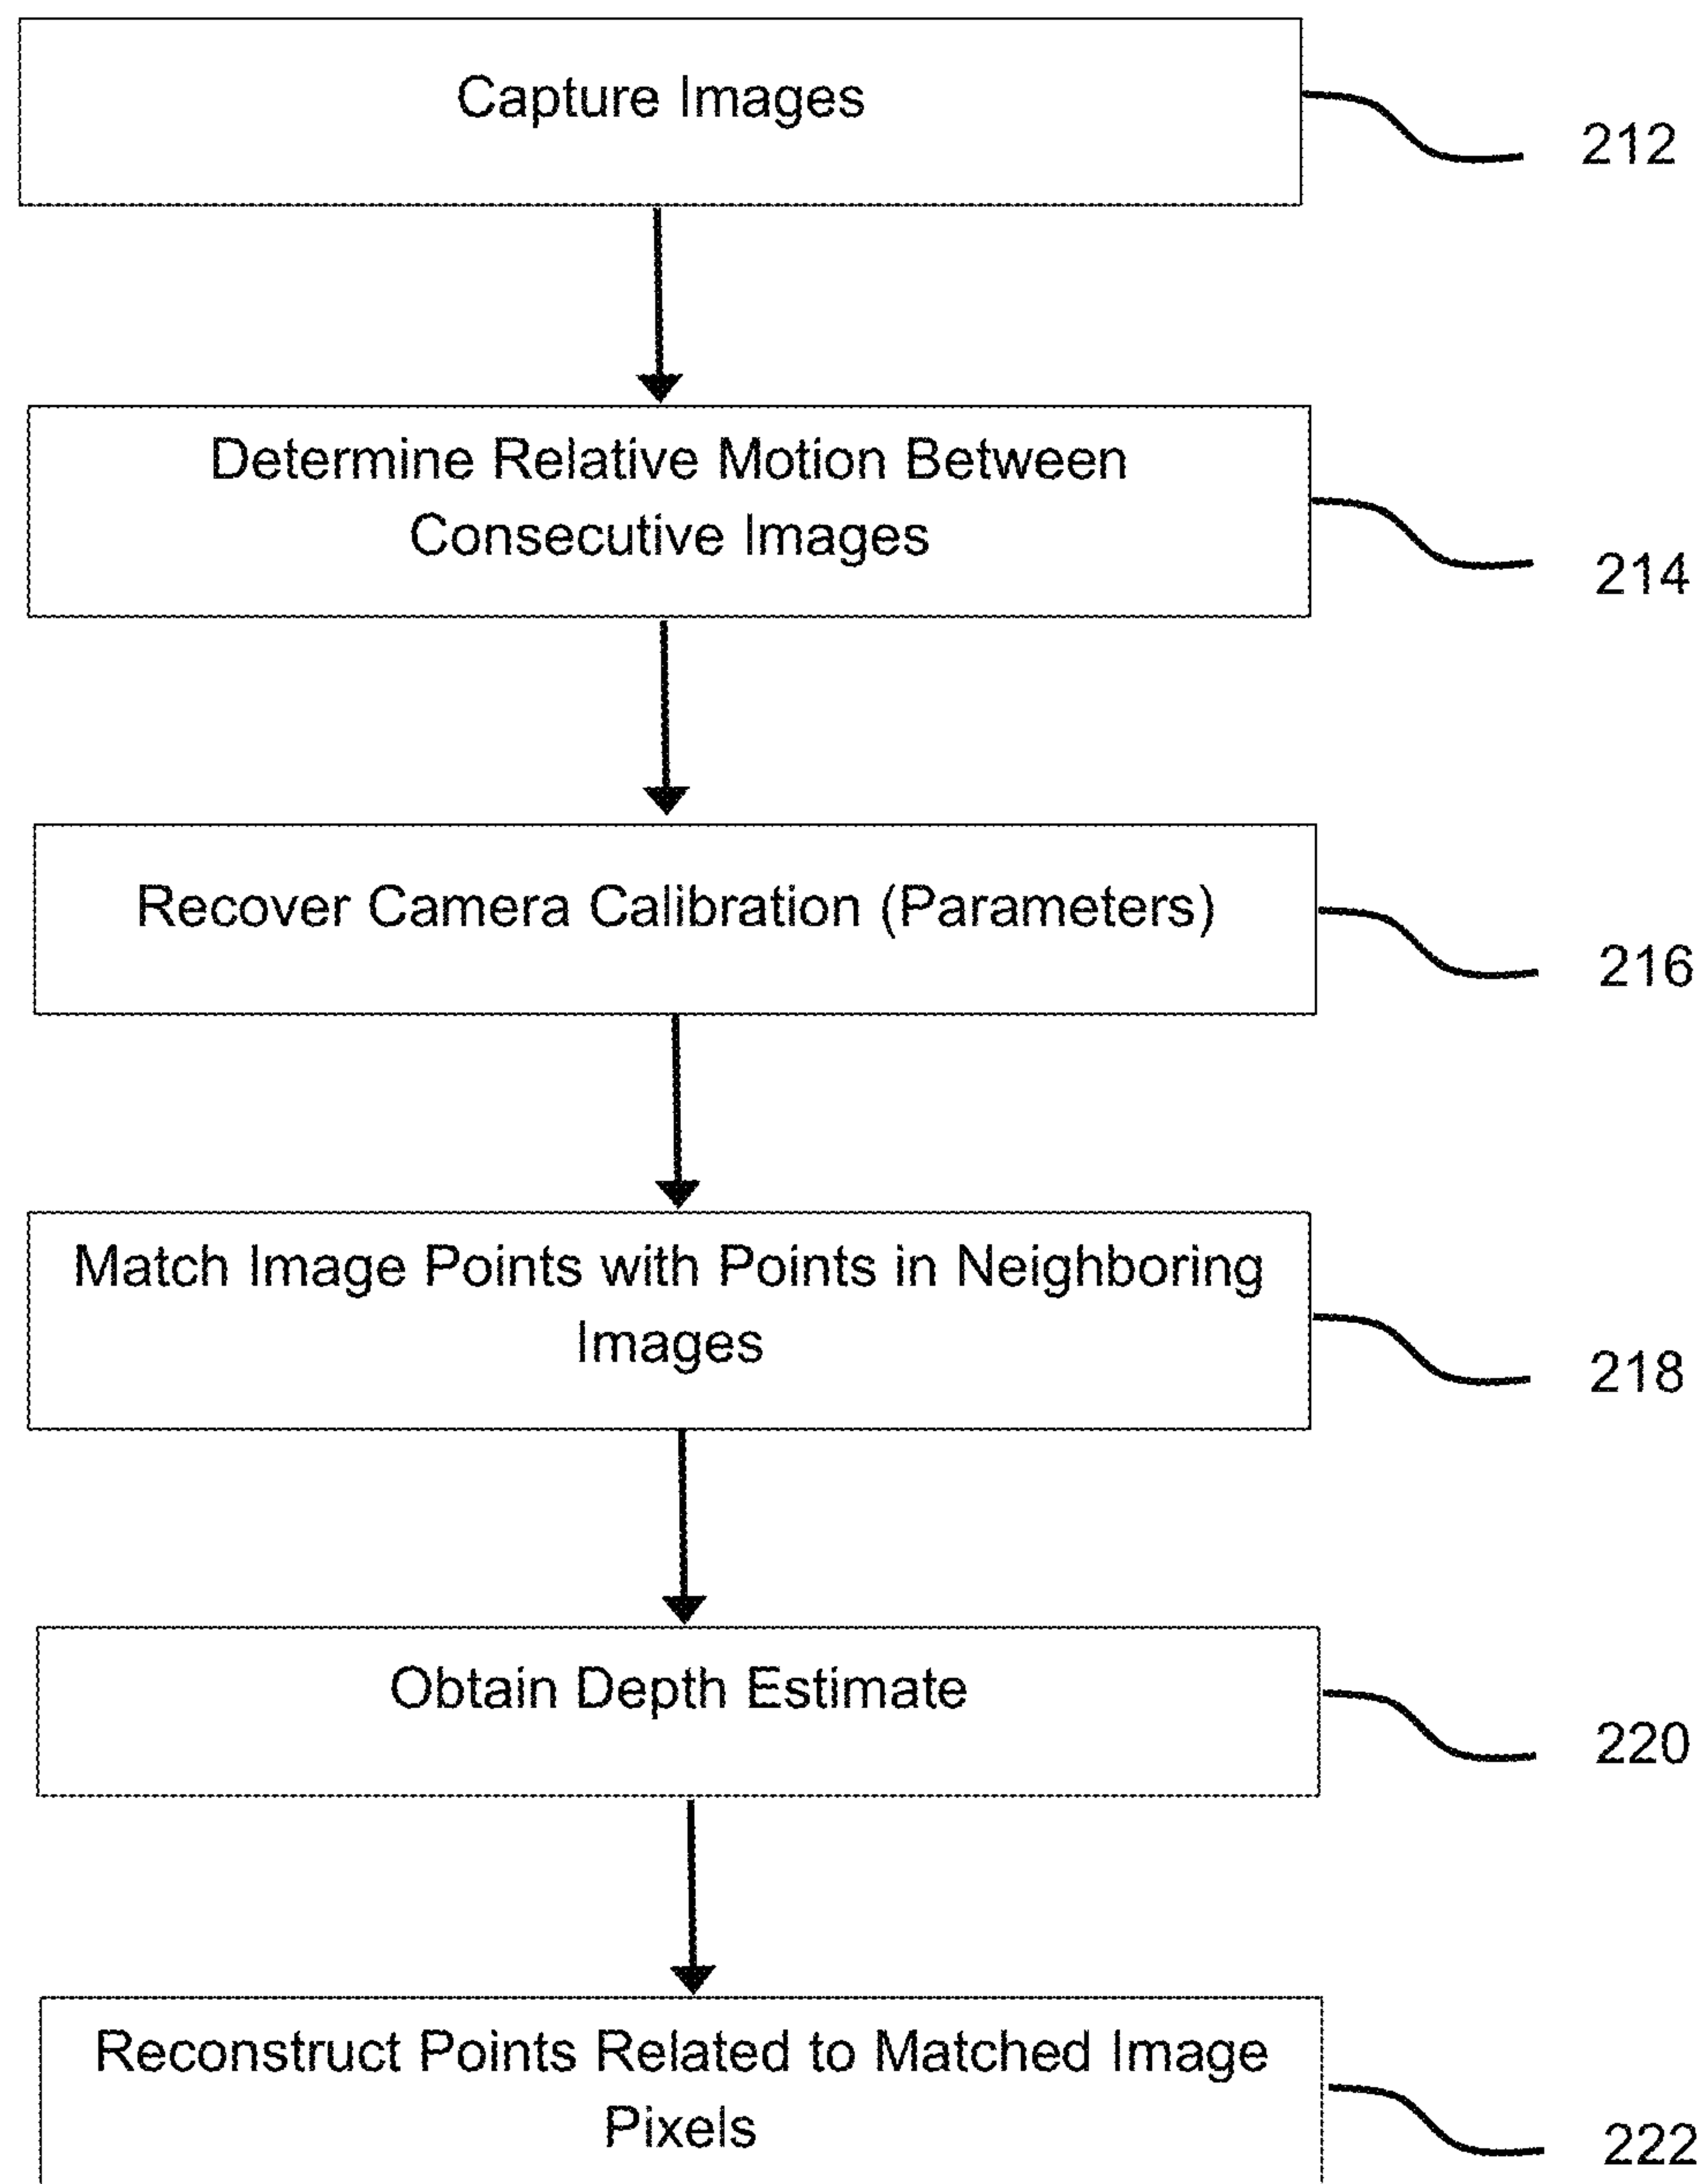 Capture Images
212
Determine Relative Motion Between
Consecutive Images
214
Recover Camera Calibration (Parameters)
216
Match Image Points with Points in Neighboring
Images
218
Obtain Depth Estimate
220
Reconstruct Points Related to Matched Image
Pixels
222